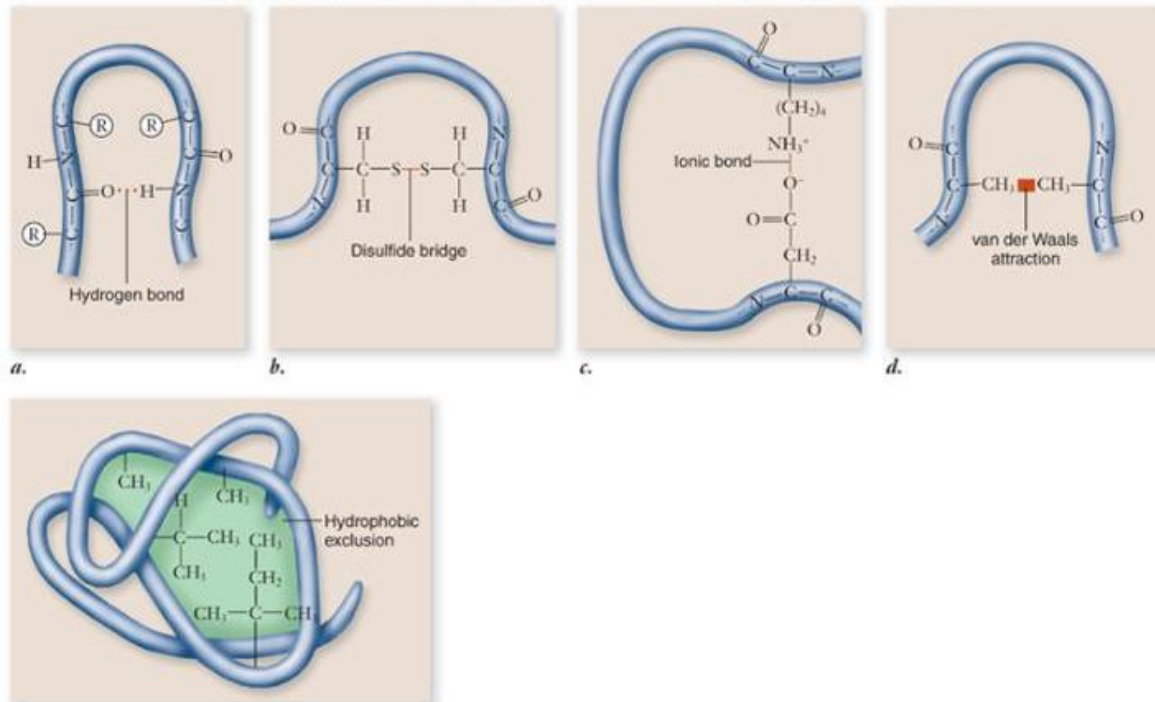 C
R
R
C
H
N
C
O
C
O
H
N
R
C
C
Hydrogen bond
O
C
H
H
N
C
C
S
S
C
C
N
H
H
C
O
Disulfide bridge
O
C
C
N
(CH₂)₄
NH₃⁺
Ionic bond
O⁻
O
C
CH₂
N
C
C
O
O
C
N
C
CH₃
CH₃
C
N
C
O
van der Waals
attraction
a.
b.
c.
d.
CH₃
H
CH₃
Hydrophobic
exclusion
C
CH₃
CH₃
CH₃
CH₂
CH₃
C
CH₃